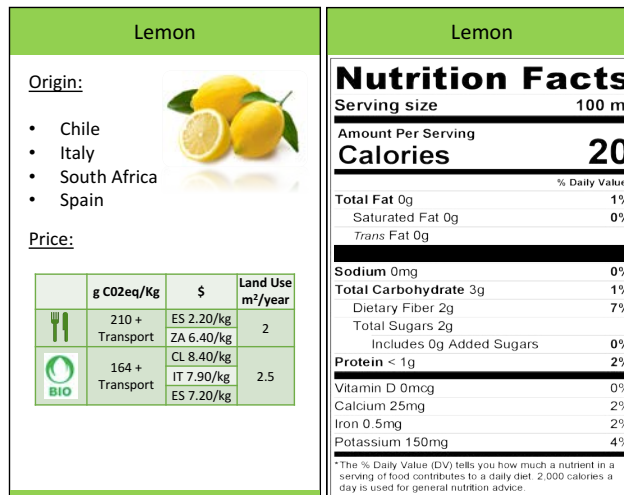 Lemon
Origin:
• Chile
• Italy
• South Africa
• Spain
Price:
g C02eq/Kg $ Land Use m²/year
210 + Transport ES 2.20/kg 2
ZA 6.40/kg
BIO 164 + Transport CL 8.40/kg 2.5
IT 7.90/kg
ES 7.20/kg
Lemon
Nutrition Facts
Serving size 100 m
Amount Per Serving
Calories 20
% Daily Value
Total Fat 0g 1%
Saturated Fat 0g 0%
Trans Fat 0g
Sodium 0mg 0%
Total Carbohydrate 3g 1%
Dietary Fiber 2g 7%
Total Sugars 2g
Includes 0g Added Sugars 0%
Protein < 1g 2%
Vitamin D 0mcg 0%
Calcium 25mg 2%
Iron 0.5mg 2%
Potassium 150mg 4%
*The % Daily Value (DV) tells you how much a nutrient in a
serving of food contributes to a daily diet. 2,000 calories a
day is used for general nutrition advice.